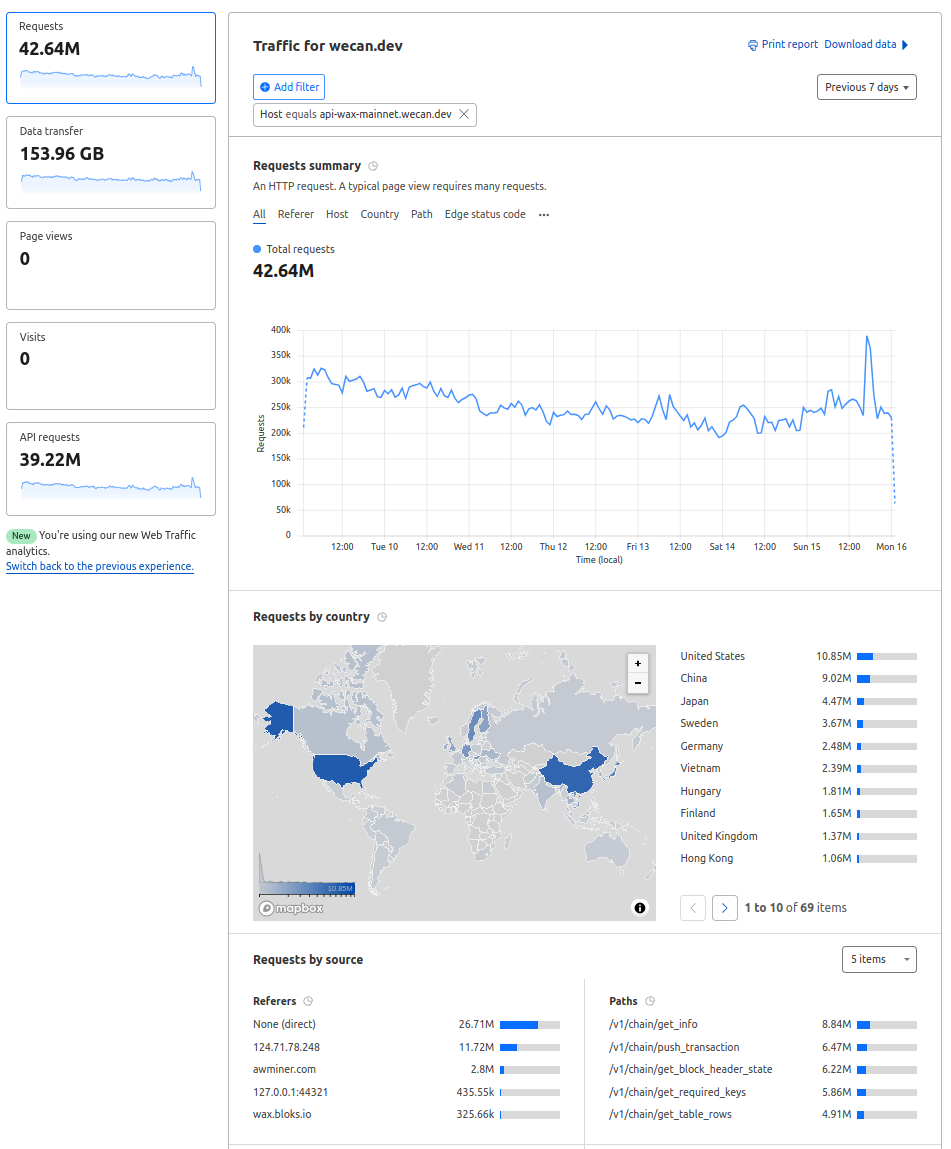 Requests
42.64M
Data transfer
153.96 GB
Page views
0
Visits
0
API requests
39.22M
New You're using our new Web Traffic
analytics.
Switch back to the previous experience.
Traffic for wecan.dev
Print report Download data
Add filter
Previous 7 days
Host equals api-wax-mainnet.wecan.dev
Requests summary
An HTTP request. A typical page view requires many requests.
All Referer Host Country Path Edge status code ...
Total requests
42.64M
400k
350k
300k
250k
200k
150k
100k
50k
0
Requests
12:00 Tue 10 12:00 Wed 11 12:00 Thu 12 12:00 Fri 13 12:00 Sat 14 12:00 Sun 15 12:00 Mon 16
Time (local)
Requests by country
+
−
10.85M
mapbox
United States 10.85M
China 9.02M
Japan 4.47M
Sweden 3.67M
Germany 2.48M
Vietnam 2.39M
Hungary 1.81M
Finland 1.65M
United Kingdom 1.37M
Hong Kong 1.06M
1 to 10 of 69 items
Requests by source
5 items
Referers
None (direct) 26.71M
124.71.78.248 11.72M
awminer.com 2.8M
127.0.0.1:44321 435.55k
wax.bloks.io 325.66k
Paths
/v1/chain/get_info 8.84M
/v1/chain/push_transaction 6.47M
/v1/chain/get_block_header_state 6.22M
/v1/chain/get_required_keys 5.86M
/v1/chain/get_table_rows 4.91M